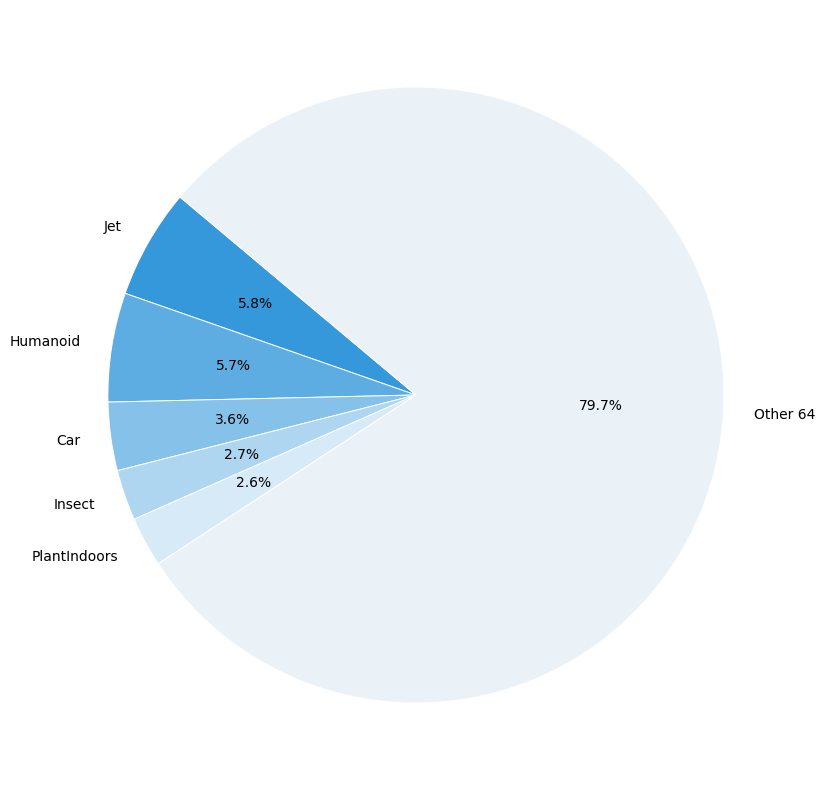 Jet
5.8%
Humanoid
5.7%
79.7%
Other 64
3.6%
Car
2.7%
2.6%
Insect
PlantIndoors